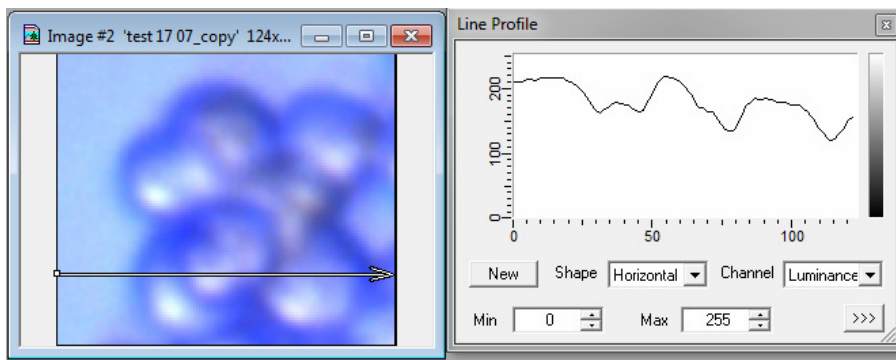 Image #2 'test 17 07_copy' 124x...
Line Profile
200
100
0
0 50 100
New Shape Horizontal Channel Luminance
Min 0 Max 255 >>>